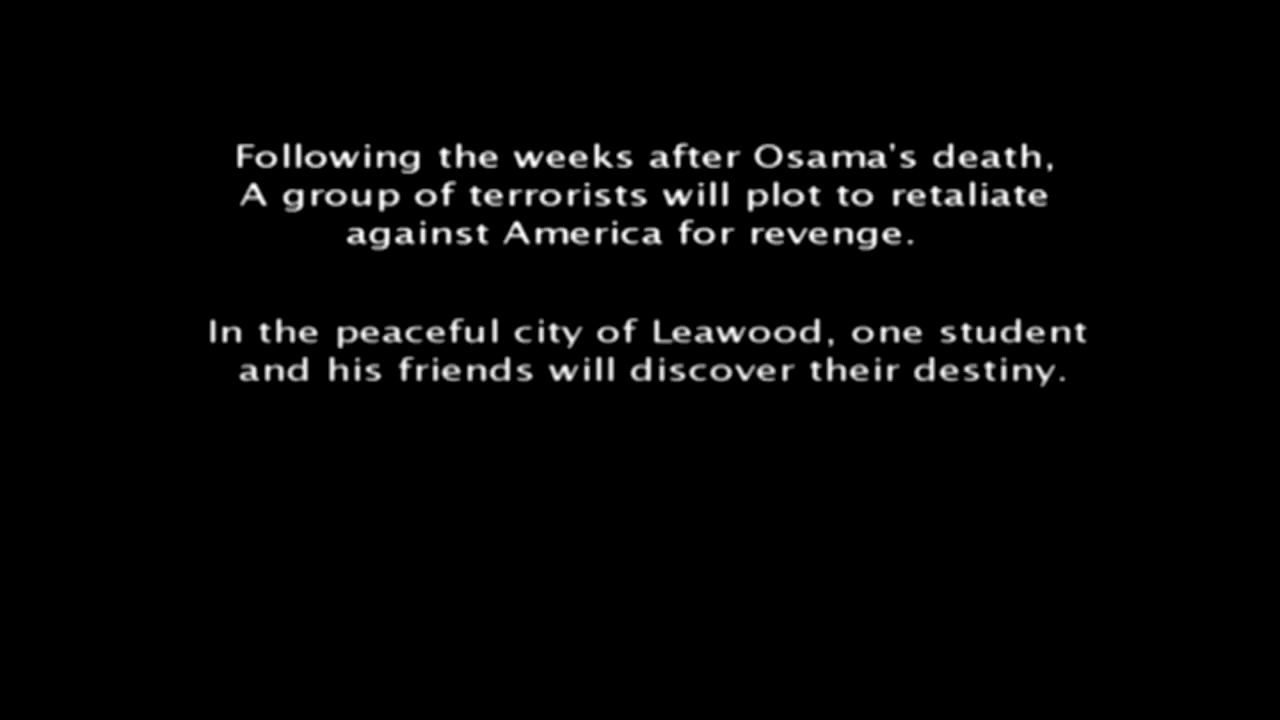 Following the weeks after Osama's death,
A group of terrorists will plot to retaliate
against America for revenge.
In the peaceful city of Leawood, one student
and his friends will discover their destiny.